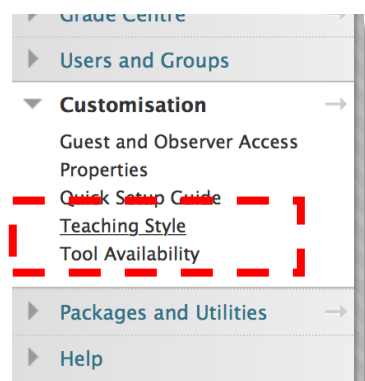 Grade Centre
Users and Groups
Customisation
Guest and Observer Access
Properties
Quick Setup Guide
Teaching Style
Tool Availability
Packages and Utilities
Help